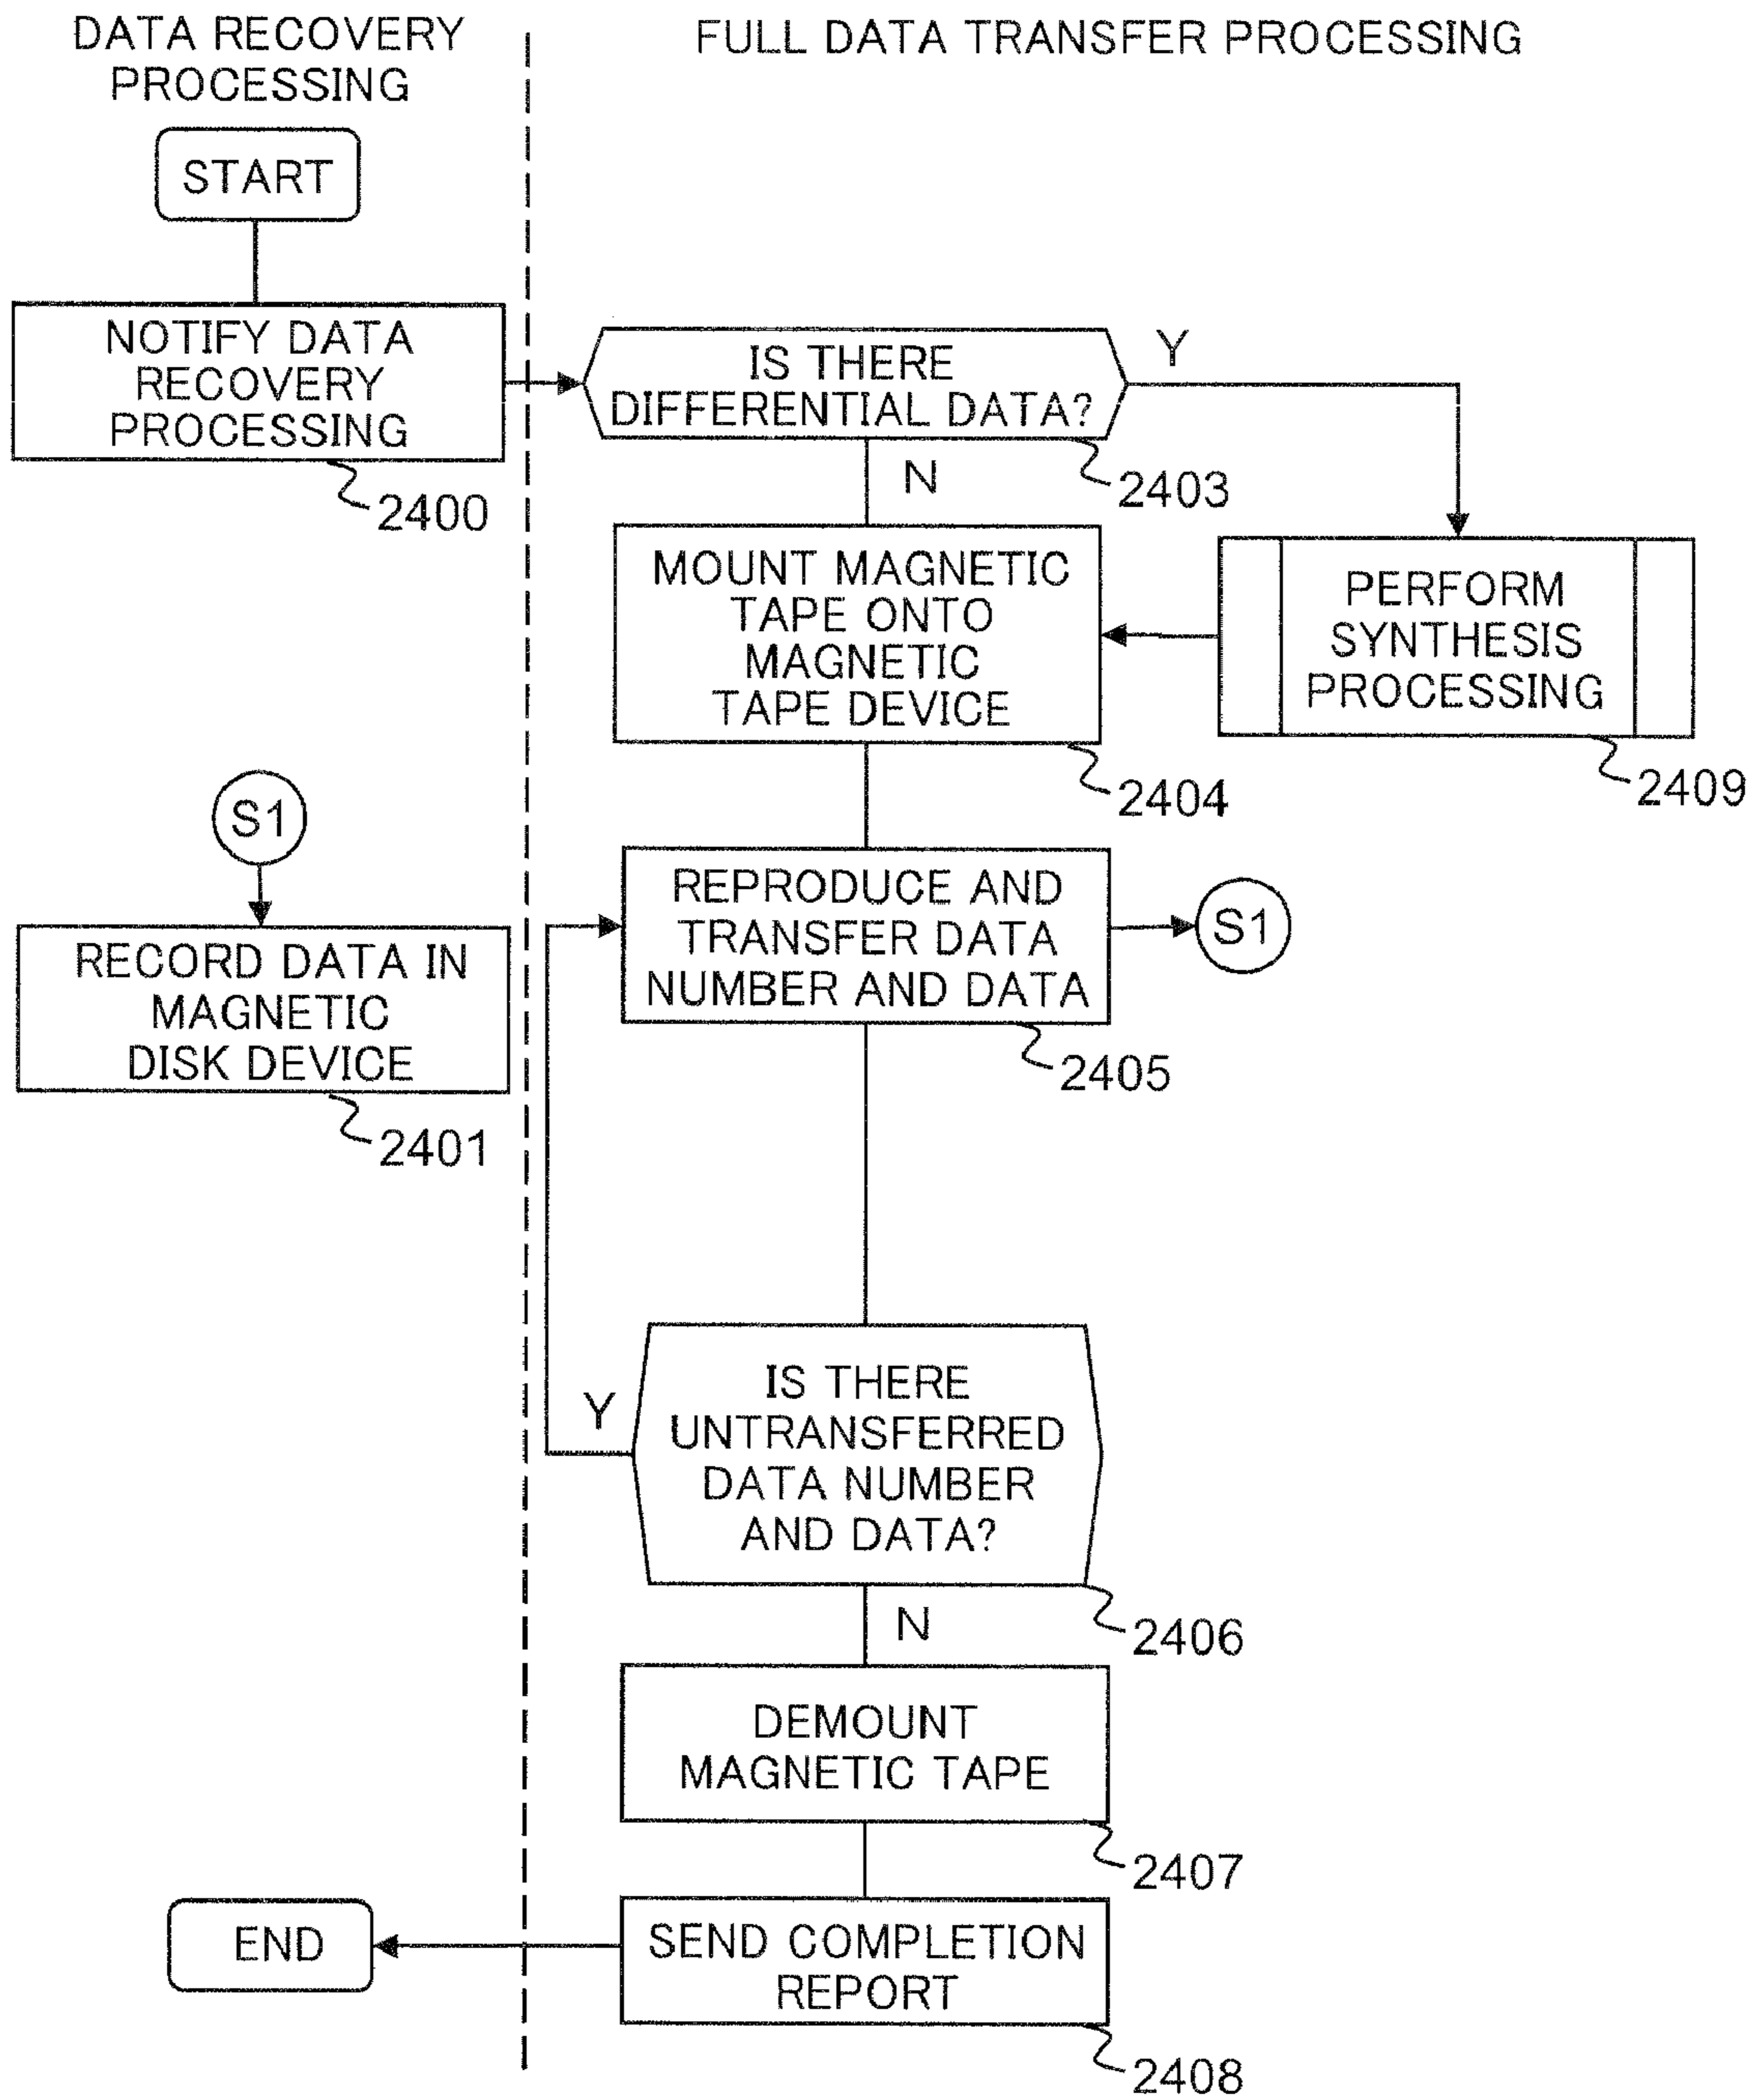 DATA RECOVERY
PROCESSING
FULL DATA TRANSFER PROCESSING
START
NOTIFY DATA
RECOVERY
PROCESSING
2400
IS THERE
DIFFERENTIAL DATA?
Y
N
2403
MOUNT MAGNETIC
TAPE ONTO
MAGNETIC
TAPE DEVICE
2404
PERFORM
SYNTHESIS
PROCESSING
2409
S1
RECORD DATA IN
MAGNETIC
DISK DEVICE
2401
REPRODUCE AND
TRANSFER DATA
NUMBER AND DATA
2405
S1
IS THERE
UNTRANSFERRED
DATA NUMBER
AND DATA?
Y
N
2406
DEMOUNT
MAGNETIC TAPE
2407
END
SEND COMPLETION
REPORT
2408